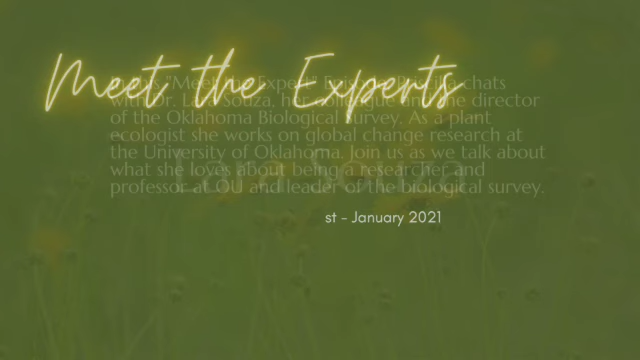 Meet the Experts
"Meet the Expert" Priscilla chats
with Dr. Souza, the director
of the Oklahoma Biological Survey. As a plant
ecologist she works on global change research at
the University of Oklahoma. Join us as we talk about
what she loves about being a researcher and
professor at OU and leader of the biological survey.
st - January 2021